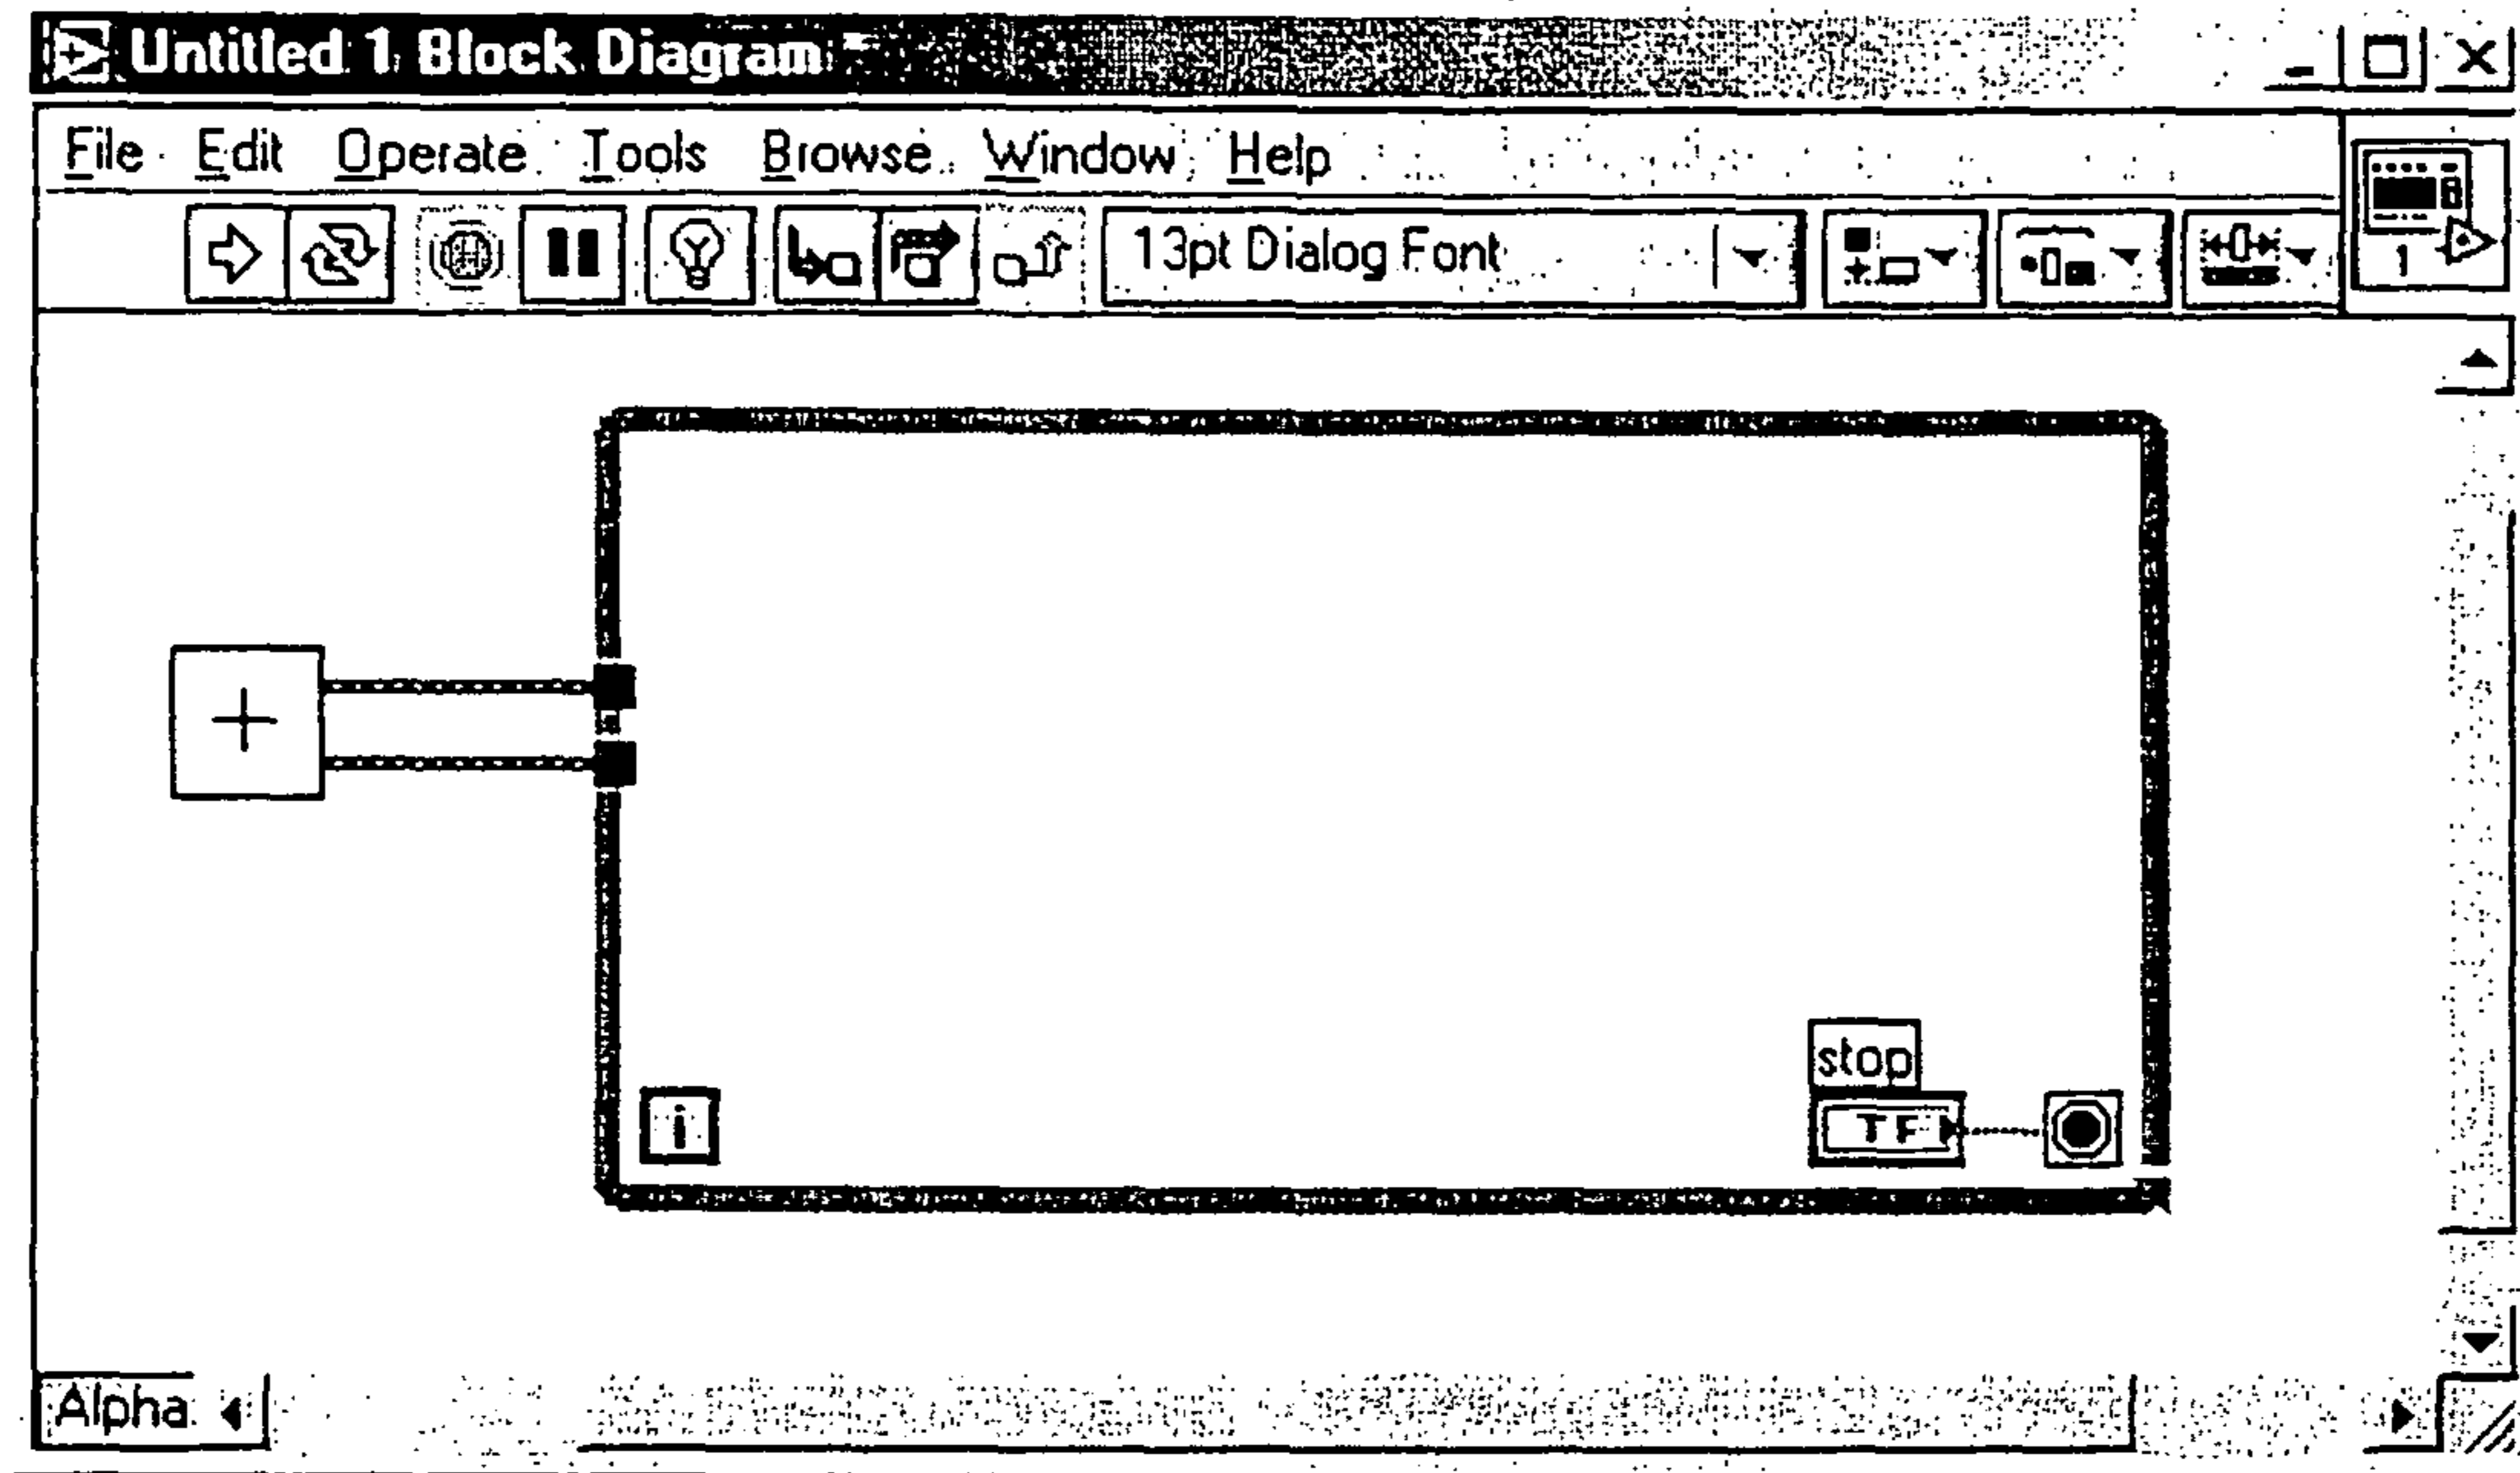 Untitled 1 Block Diagram *
File Edit Operate Tools Browse Window Help
13pt Dialog Font
1
stop
TF
i
Alpha